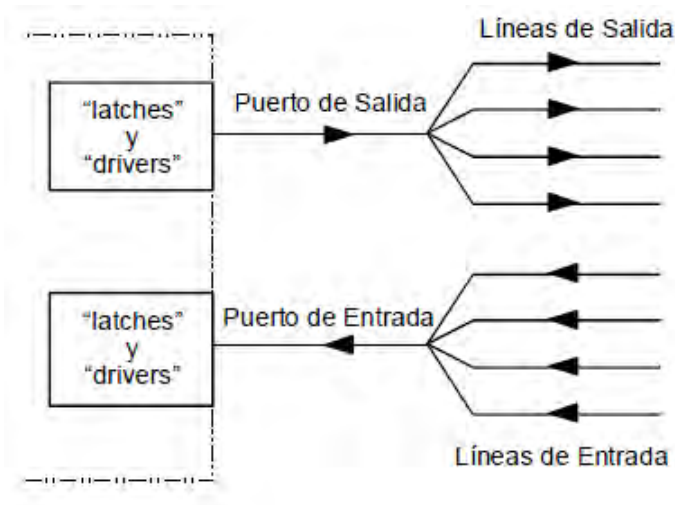 Líneas de Salida
"latches"
y
"drivers"
Puerto de Salida
"latches"
y
"drivers"
Puerto de Entrada
Líneas de Entrada